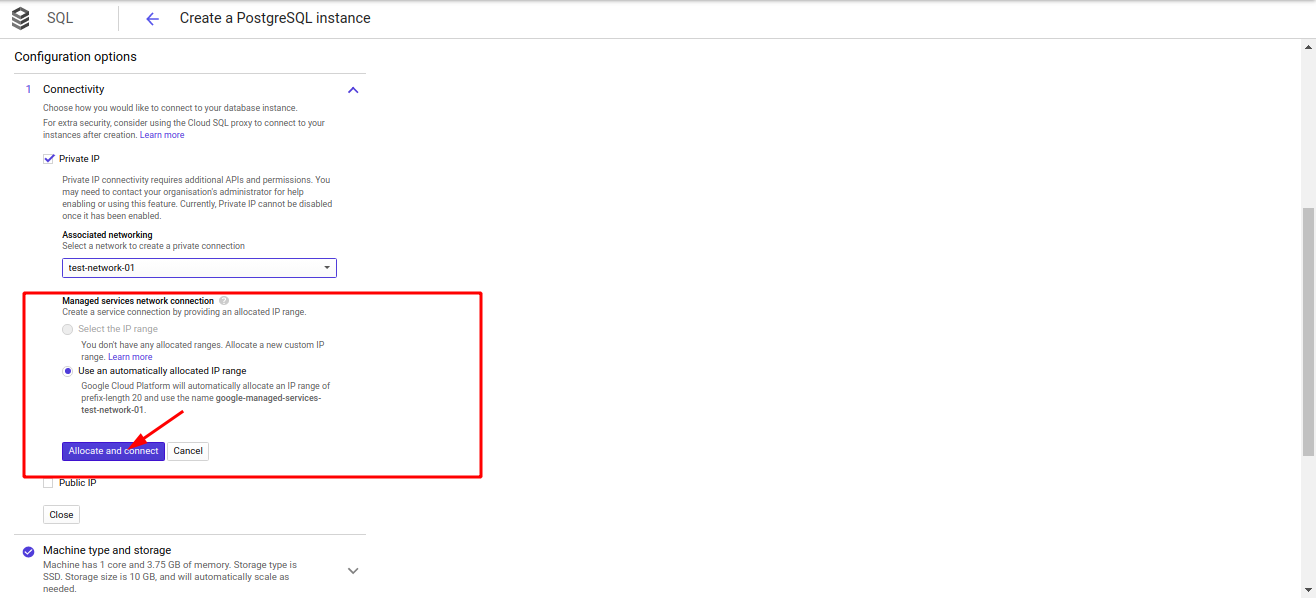 SQL
Create a PostgreSQL instance
Configuration options
1 Connectivity
Choose how you would like to connect to your database instance.
For extra security, consider using the Cloud SQL proxy to connect to your
instances after creation. Learn more
Private IP
Private IP connectivity requires additional APIs and permissions. You
may need to contact your organisation's administrator for help
enabling or using this feature. Currently, Private IP cannot be disabled
once it has been enabled.
Associated networking
Select a network to create a private connection
test-network-01
Managed services network connection ?
Create a service connection by providing an allocated IP range.
Select the IP range
You don't have any allocated ranges. Allocate a new custom IP
range. Learn more
Use an automatically allocated IP range
Google Cloud Platform will automatically allocate an IP range of
prefix-length 20 and use the name google-managed-services-
test-network-01.
Allocate and connect Cancel
Public IP
Close
Machine type and storage
Machine has 1 core and 3.75 GB of memory. Storage type is
SSD. Storage size is 10 GB, and will automatically scale as
needed.